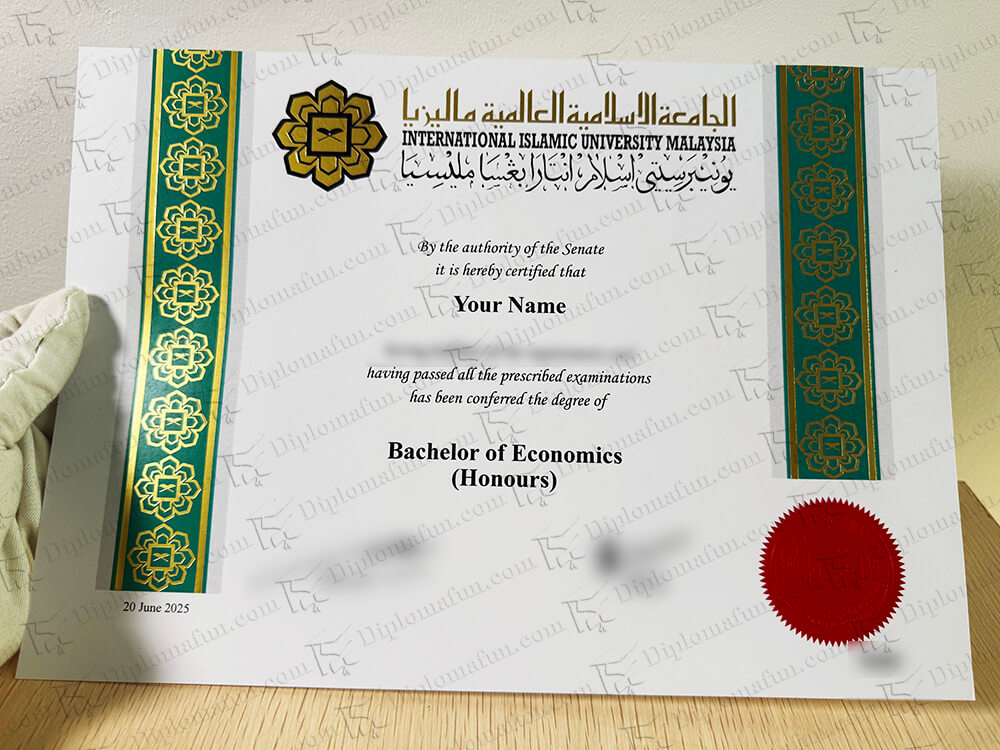 الجامعة الإسلامية العالمية ماليزيا
INTERNATIONAL ISLAMIC UNIVERSITY MALAYSIA
يونيبرسيتي اسلام انتارابغسا مليسيا
By the authority of the Senate
it is hereby certified that
Your Name
having passed all the prescribed examinations
has been conferred the degree of
Bachelor of Economics
(Honours)
20 June 2025
Diplomafun.com